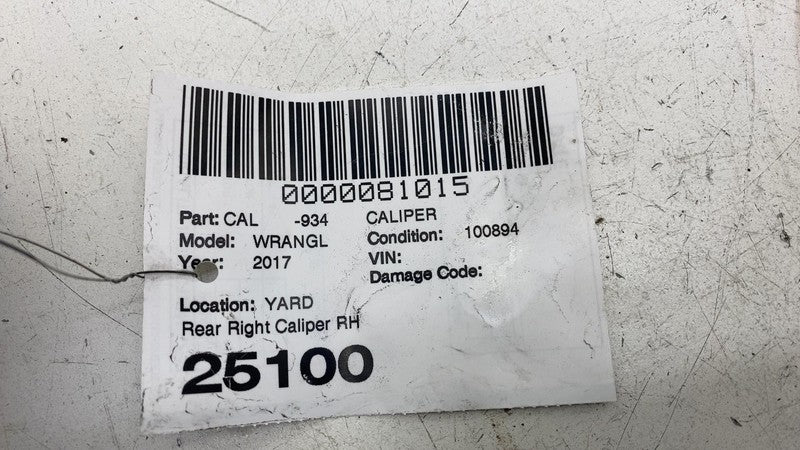 0000081015
Part: CAL -934 CALIPER
Model: WRANGL Condition: 100894
Year: 2017 VIN:
Damage Code:
Location: YARD
Rear Right Caliper RH
25100